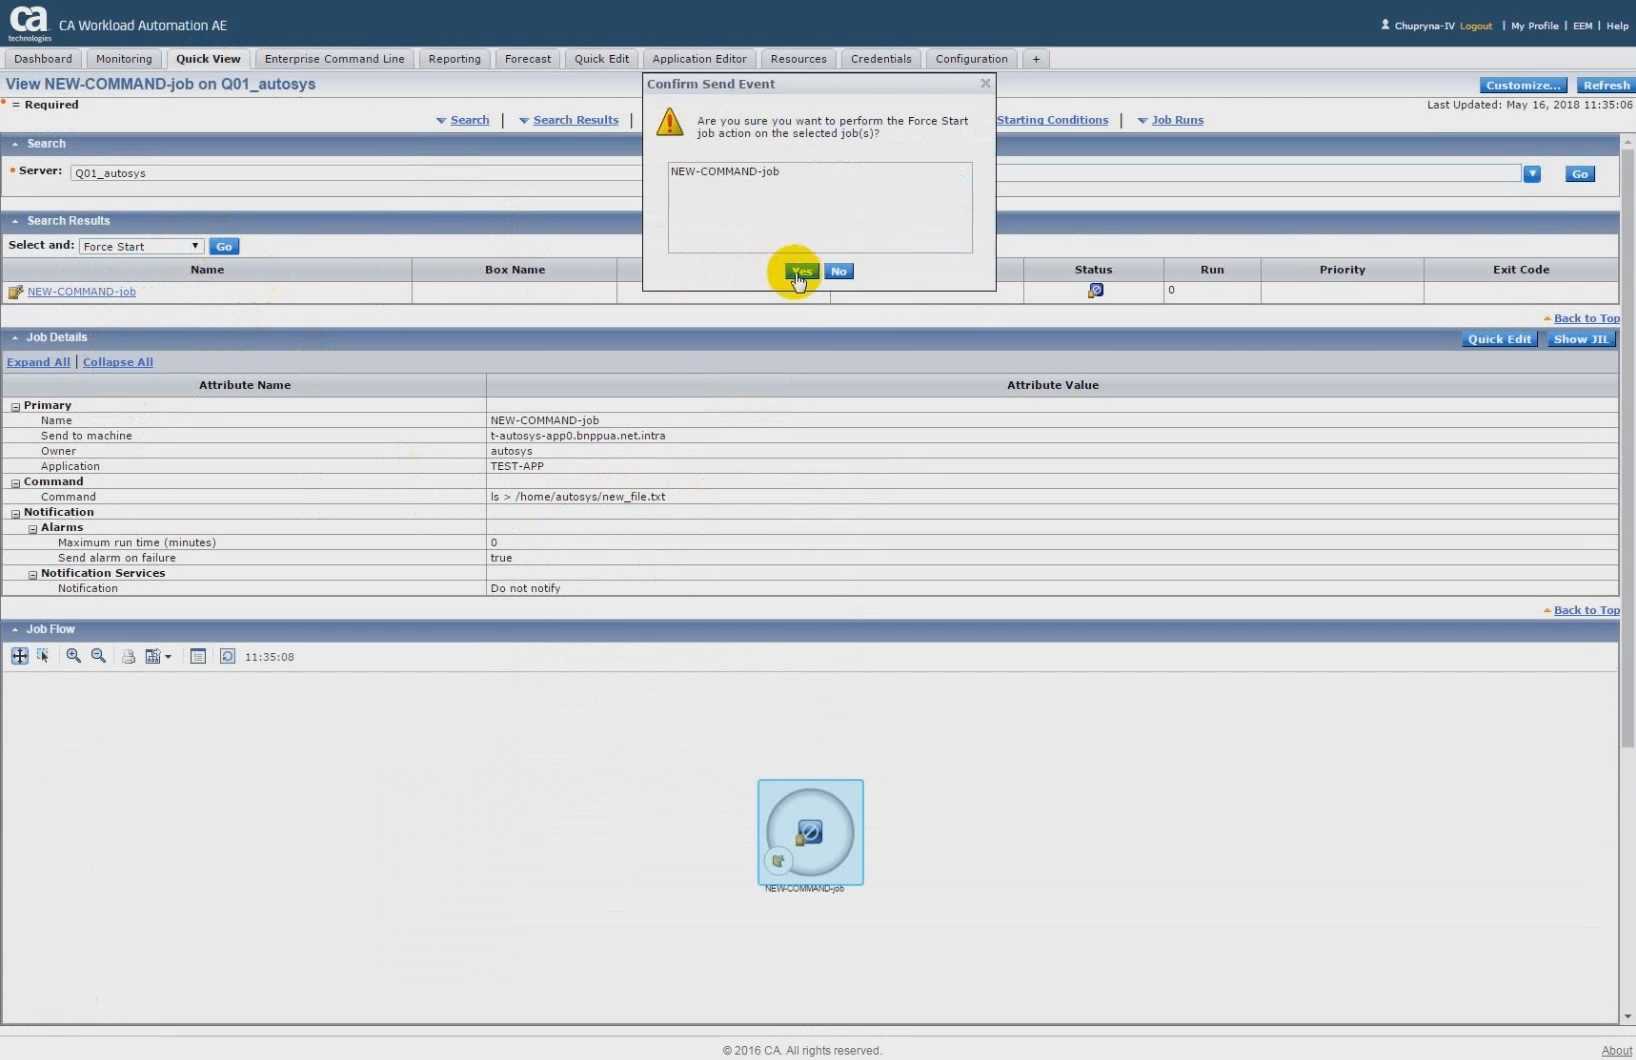 ca
technologies
CA Workload Automation AE
Chupryna-IV Logout | My Profile | EEM | Help
Dashboard Monitoring Quick View Enterprise Command Line Reporting Forecast Quick Edit Application Editor Resources Credentials Configuration +
View NEW-COMMAND-job on Q01_autosys
Customize... Refresh
= Required
Last Updated: May 16, 2018 11:35:06
Search | Search Results | Starting Conditions | Job Runs
Confirm Send Event
Are you sure you want to perform the Force Start
job action on the selected job(s)?
NEW-COMMAND-job
Yes No
Search
Server: Q01_autosys Go
Search Results
Select and: Force Start Go
Name Box Name Status Run Priority Exit Code
NEW-COMMAND-job 0
Back to Top
Job Details
Quick Edit Show JIL
Expand All | Collapse All
Attribute Name Attribute Value
Primary
Name NEW-COMMAND-job
Send to machine t-autosys-app0.bnppua.net.intra
Owner autosys
Application TEST-APP
Command
Command ls > /home/autosys/new_file.txt
Notification
Alarms
Maximum run time (minutes) 0
Send alarm on failure true
Notification Services
Notification Do not notify
Back to Top
Job Flow
11:35:08
NEW-COMMAND-job
© 2016 CA. All rights reserved.
About